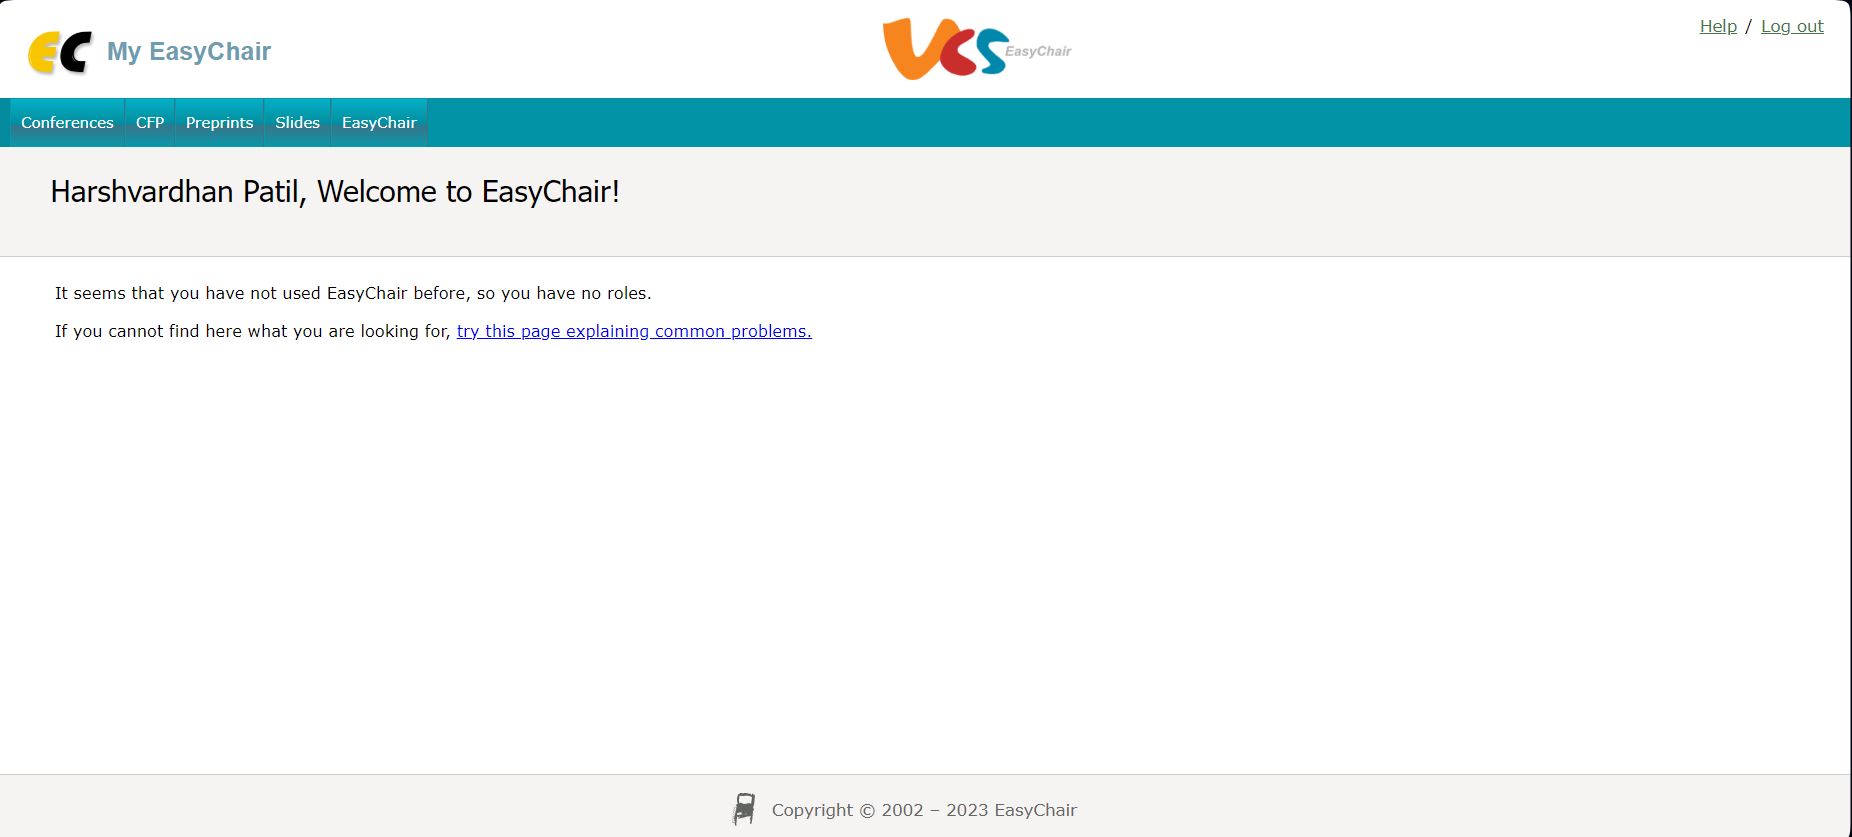 EC My EasyChair
VCS EasyChair
Help / Log out
Conferences CFP Preprints Slides EasyChair
Harshvardhan Patil, Welcome to EasyChair!
It seems that you have not used EasyChair before, so you have no roles.
If you cannot find here what you are looking for, try this page explaining common problems.
Copyright © 2002 – 2023 EasyChair